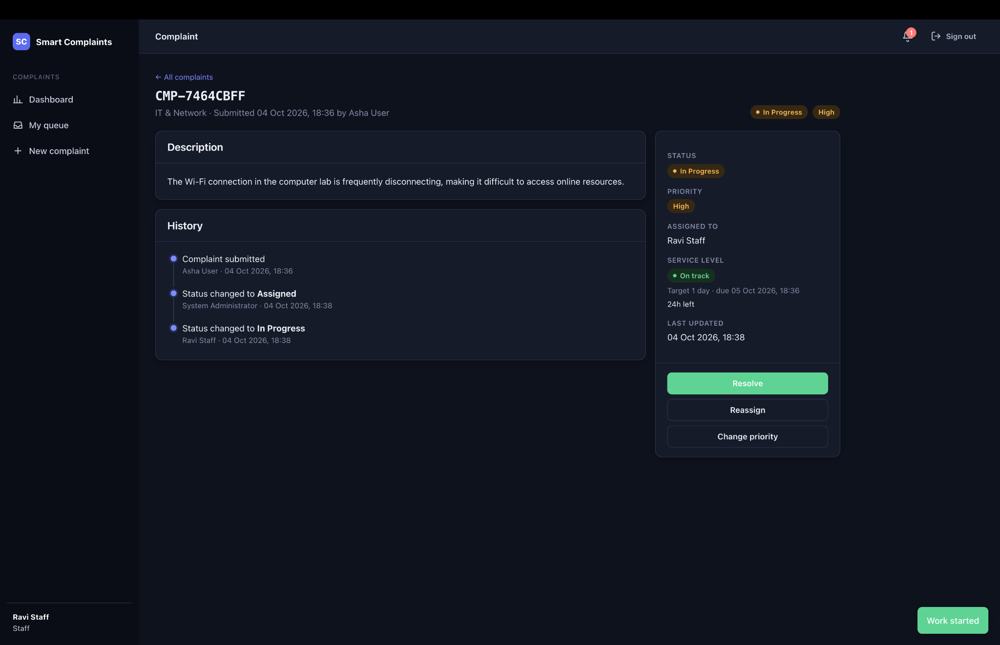 SC Smart Complaints
COMPLAINTS
Dashboard
My queue
New complaint
Ravi Staff
Staff
Complaint
1
Sign out
← All complaints
CMP-7464CBFF
IT & Network · Submitted 04 Oct 2026, 18:36 by Asha User
In Progress
High
Description
The Wi-Fi connection in the computer lab is frequently disconnecting, making it difficult to access online resources.
History
Complaint submitted
Asha User · 04 Oct 2026, 18:36
Status changed to Assigned
System Administrator · 04 Oct 2026, 18:38
Status changed to In Progress
Ravi Staff · 04 Oct 2026, 18:38
STATUS
In Progress
PRIORITY
High
ASSIGNED TO
Ravi Staff
SERVICE LEVEL
On track
Target 1 day · due 05 Oct 2026, 18:36
24h left
LAST UPDATED
04 Oct 2026, 18:38
Resolve
Reassign
Change priority
Work started